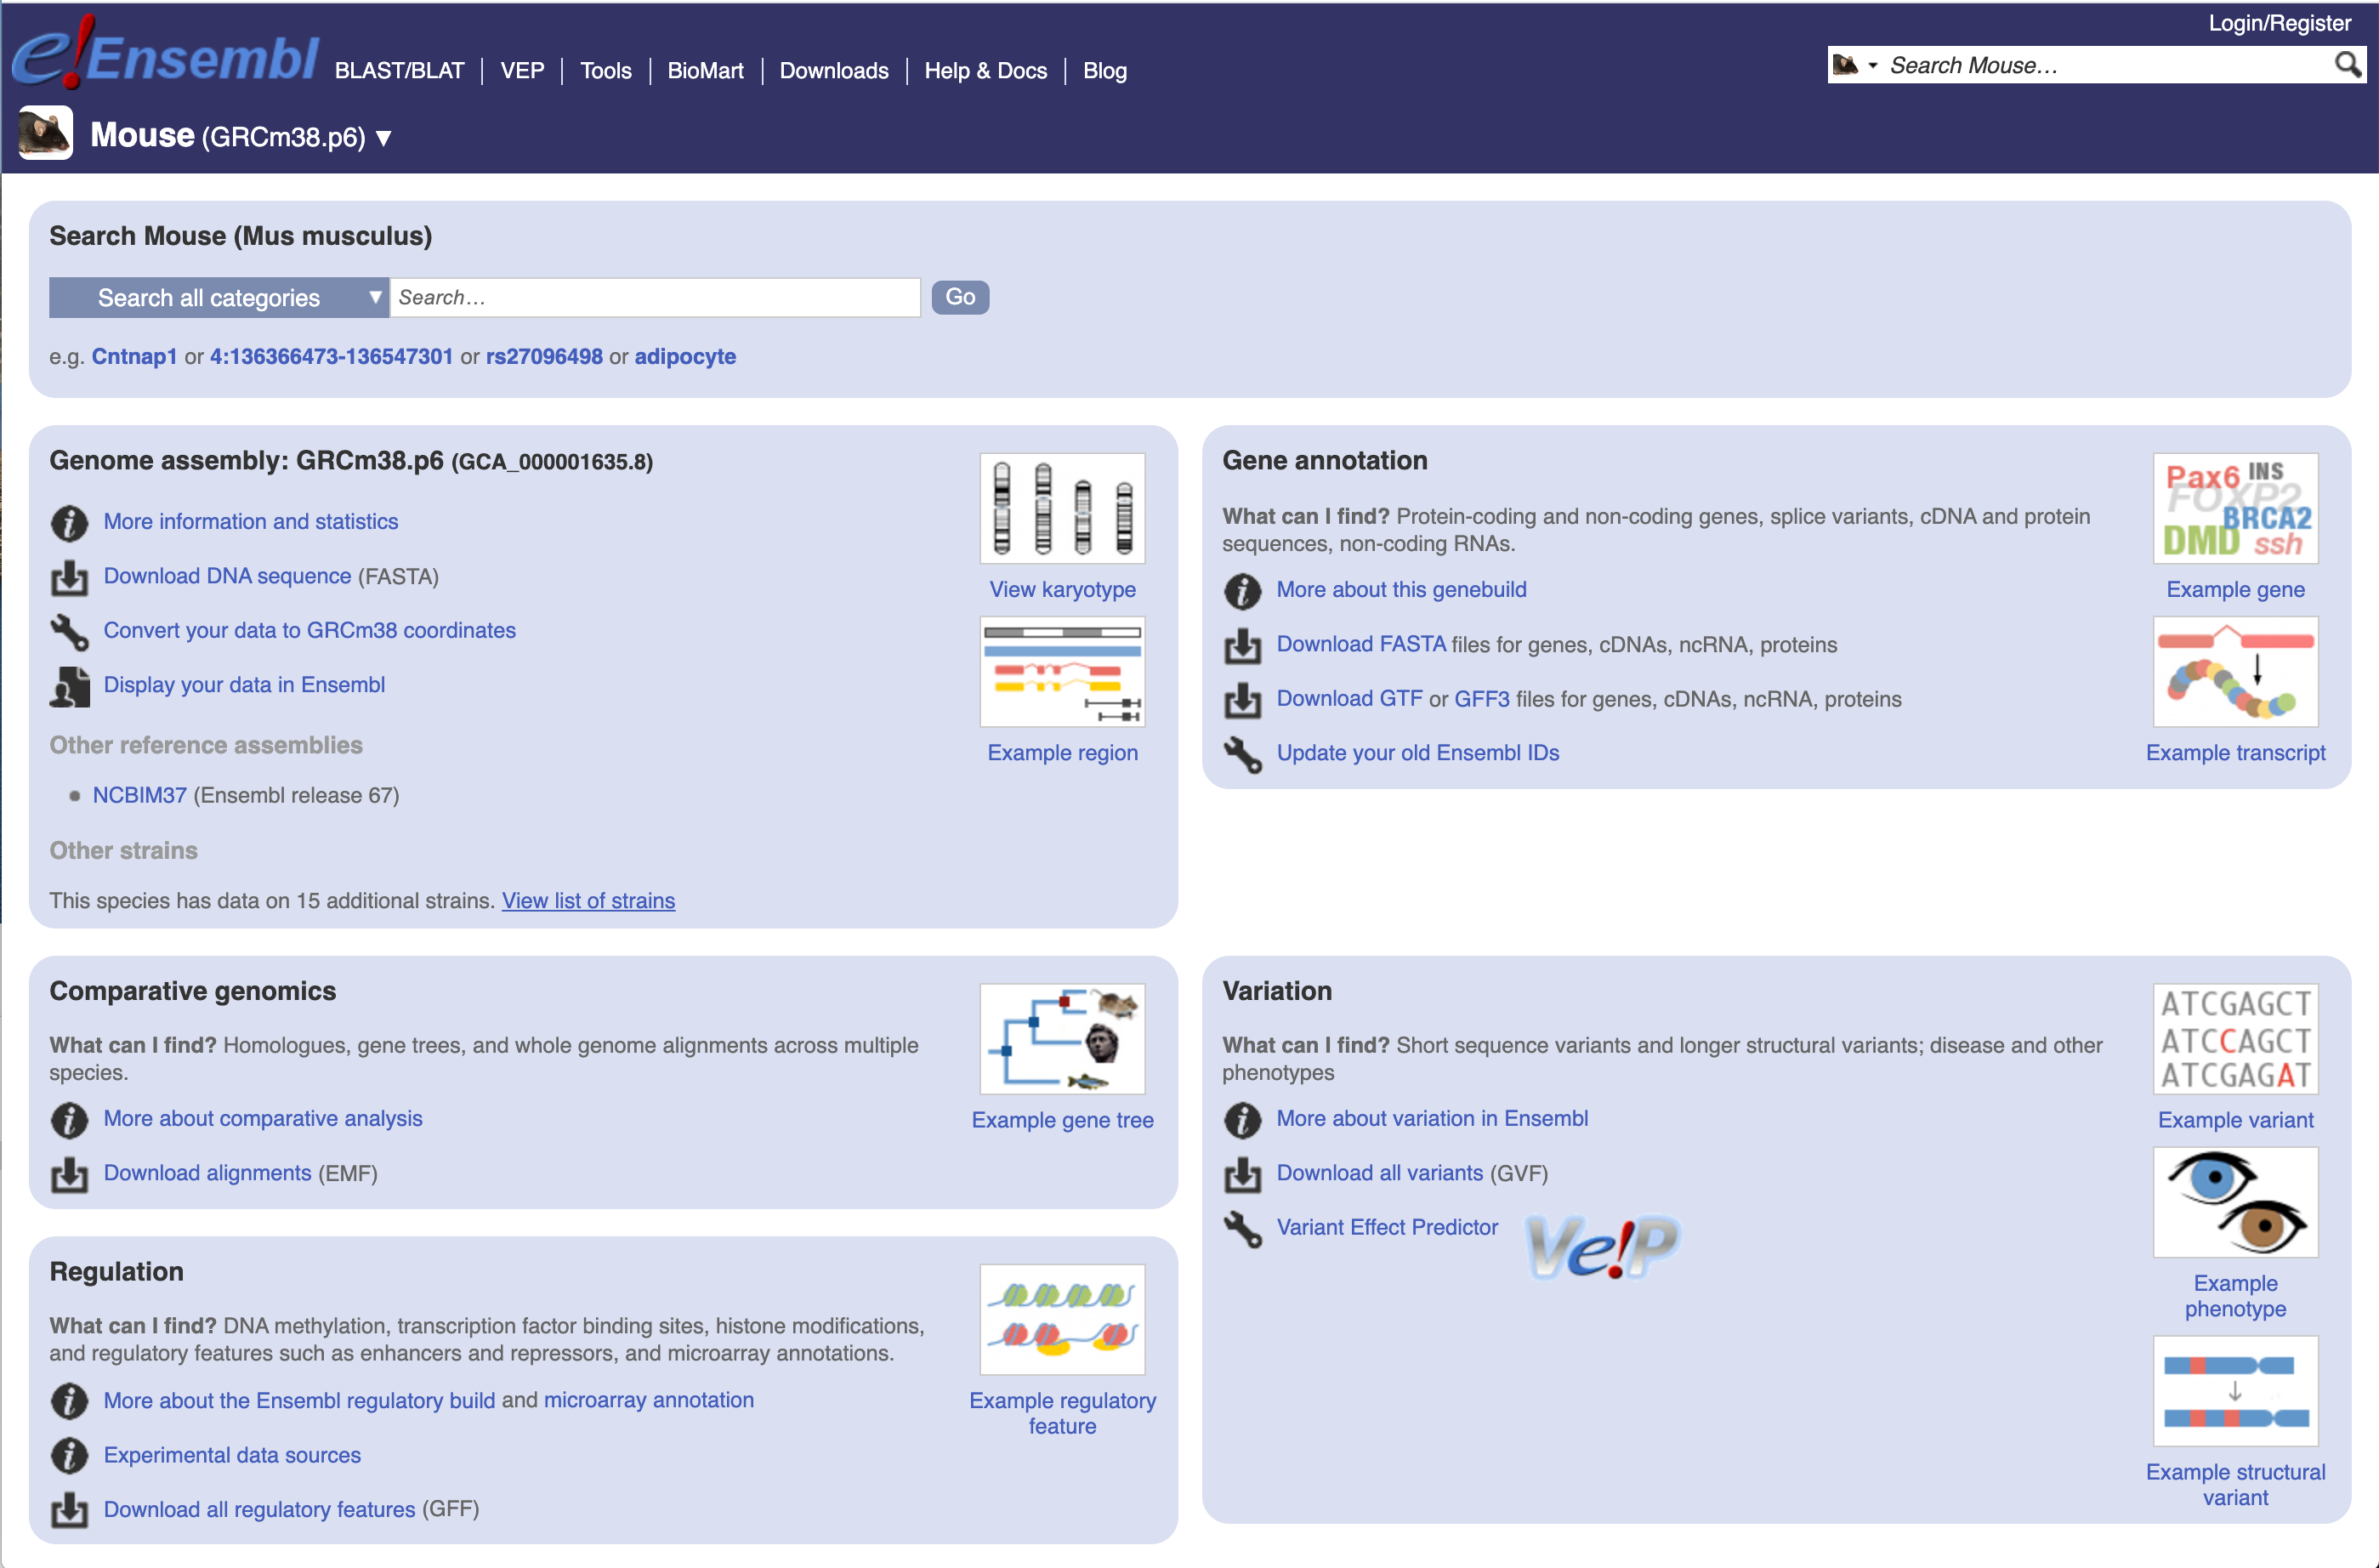 Login/Register
e!Ensembl
BLAST/BLAT | VEP | Tools | BioMart | Downloads | Help & Docs | Blog
Search Mouse…
Mouse (GRCm38.p6) ▼
Search Mouse (Mus musculus)
Search all categories ▼ Search… Go
e.g. Cntnap1 or 4:136366473-136547301 or rs27096498 or adipocyte
Genome assembly: GRCm38.p6 (GCA_000001635.8)
More information and statistics
Download DNA sequence (FASTA)
Convert your data to GRCm38 coordinates
Display your data in Ensembl
Other reference assemblies
NCBIM37 (Ensembl release 67)
Other strains
This species has data on 15 additional strains. View list of strains
View karyotype
Example region
Gene annotation
What can I find? Protein-coding and non-coding genes, splice variants, cDNA and protein
sequences, non-coding RNAs.
More about this genebuild
Download FASTA files for genes, cDNAs, ncRNA, proteins
Download GTF or GFF3 files for genes, cDNAs, ncRNA, proteins
Update your old Ensembl IDs
Pax6 INS
FOXP2
BRCA2
DMD ssh
Example gene
Example transcript
Comparative genomics
What can I find? Homologues, gene trees, and whole genome alignments across multiple
species.
More about comparative analysis
Download alignments (EMF)
Example gene tree
Regulation
What can I find? DNA methylation, transcription factor binding sites, histone modifications,
and regulatory features such as enhancers and repressors, and microarray annotations.
More about the Ensembl regulatory build and microarray annotation
Experimental data sources
Download all regulatory features (GFF)
Example regulatory
feature
Variation
What can I find? Short sequence variants and longer structural variants; disease and other
phenotypes
More about variation in Ensembl
Download all variants (GVF)
Variant Effect Predictor
Ve!P
ATCGAGCT
ATCCAGCT
ATCGAGAT
Example variant
Example
phenotype
Example structural
variant